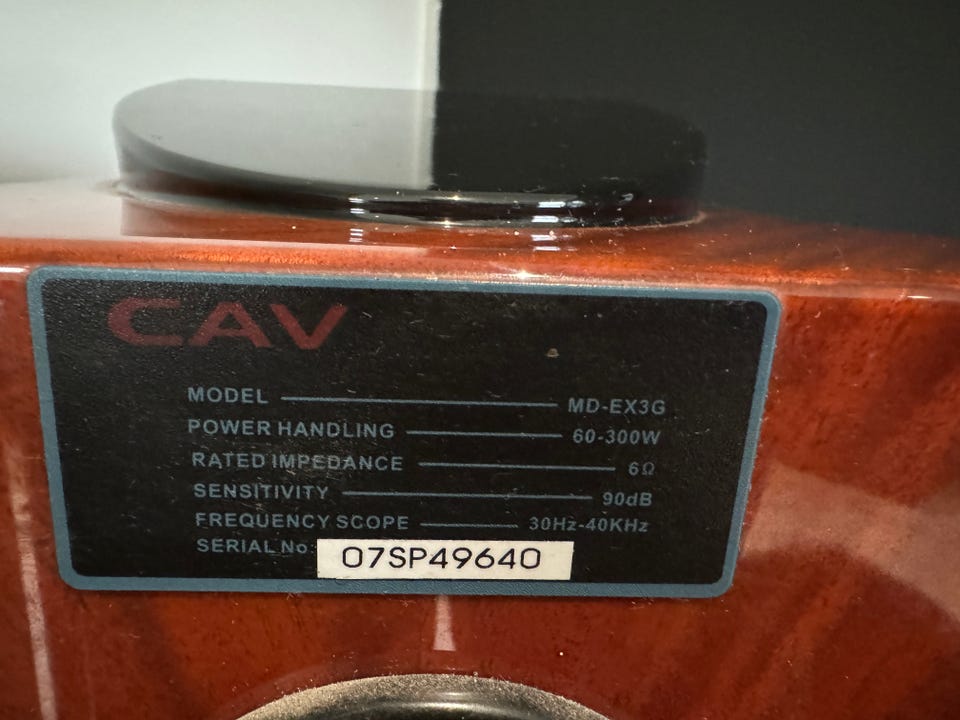 CAV
MODEL MD-EX3G
POWER HANDLING 60-300W
RATED IMPEDANCE 6Ω
SENSITIVITY 90dB
FREQUENCY SCOPE 30Hz-40KHz
SERIAL No: 07SP49640